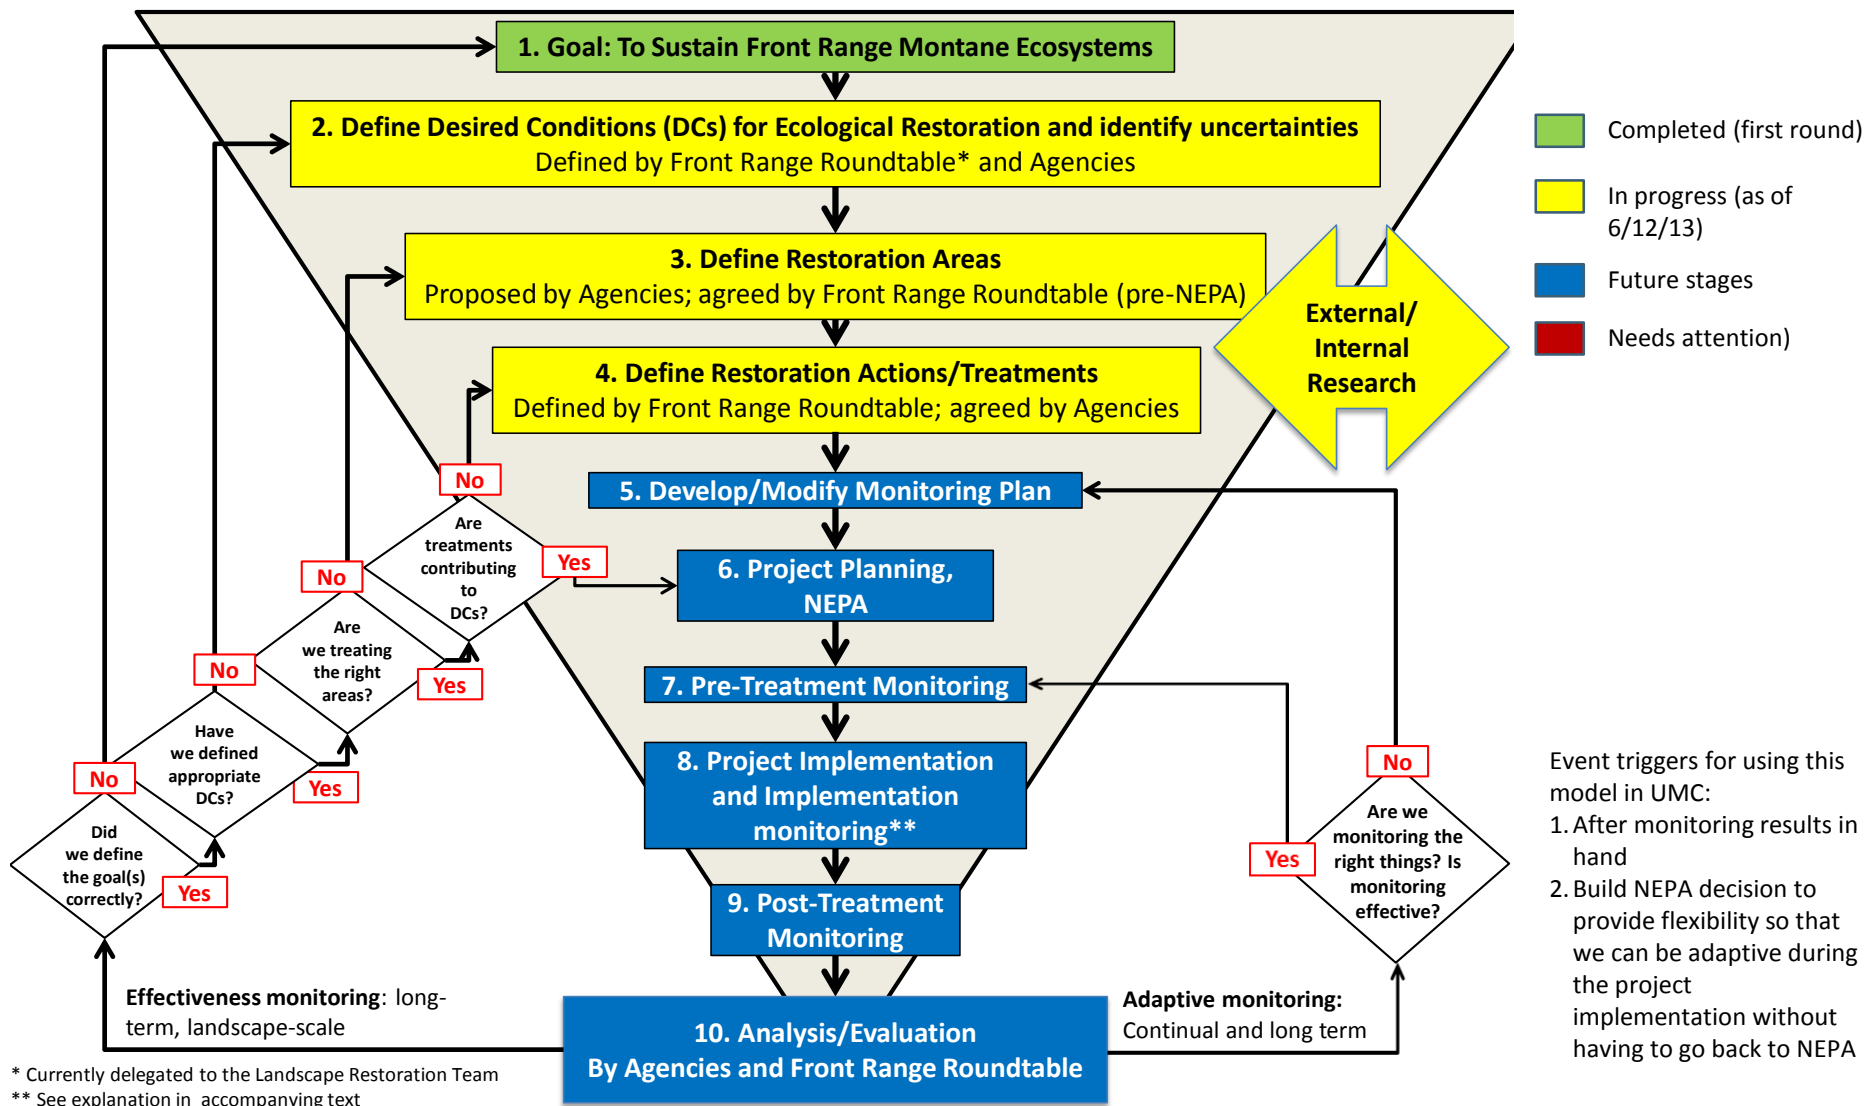 1. Goal: To Sustain Front Range Montane Ecosystems
2. Define Desired Conditions (DCs) for Ecological Restoration and identify uncertainties
Defined by Front Range Roundtable* and Agencies
3. Define Restoration Areas
Proposed by Agencies; agreed by Front Range Roundtable (pre-NEPA)
4. Define Restoration Actions/Treatments
Defined by Front Range Roundtable; agreed by Agencies
External/
Internal
Research
Completed (first round)
In progress (as of
6/12/13)
Future stages
Needs attention)
5. Develop/Modify Monitoring Plan
6. Project Planning,
NEPA
7. Pre-Treatment Monitoring
8. Project Implementation
and Implementation
monitoring**
9. Post-Treatment
Monitoring
10. Analysis/Evaluation
By Agencies and Front Range Roundtable
No
Are
treatments
contributing
to
DCs?
Yes
No
Are
we treating
the right
areas?
Yes
No
Have
we defined
appropriate
DCs?
Yes
No
Did
we define
the goal(s)
correctly?
Yes
Effectiveness monitoring: long-
term, landscape-scale
No
Are we
monitoring the
right things? Is
monitoring
effective?
Yes
Adaptive monitoring:
Continual and long term
Event triggers for using this
model in UMC:
1. After monitoring results in
hand
2. Build NEPA decision to
provide flexibility so that
we can be adaptive during
the project
implementation without
having to go back to NEPA
* Currently delegated to the Landscape Restoration Team
** See explanation in accompanying text